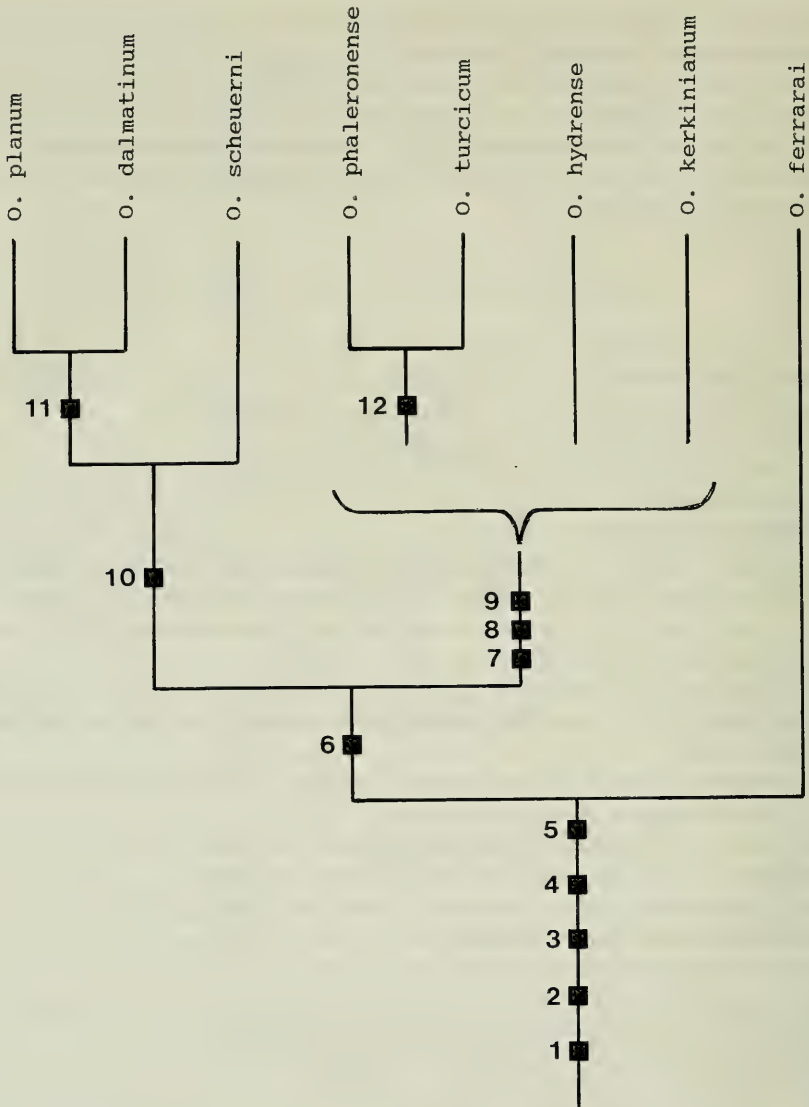 O. planum
O. dalmatinum
O. scheuerni
O. phaleronense
O. turcicum
O. hydrense
O. kerkinianum
O. ferrarai
11
12
10
9
8
7
6
5
4
3
2
1